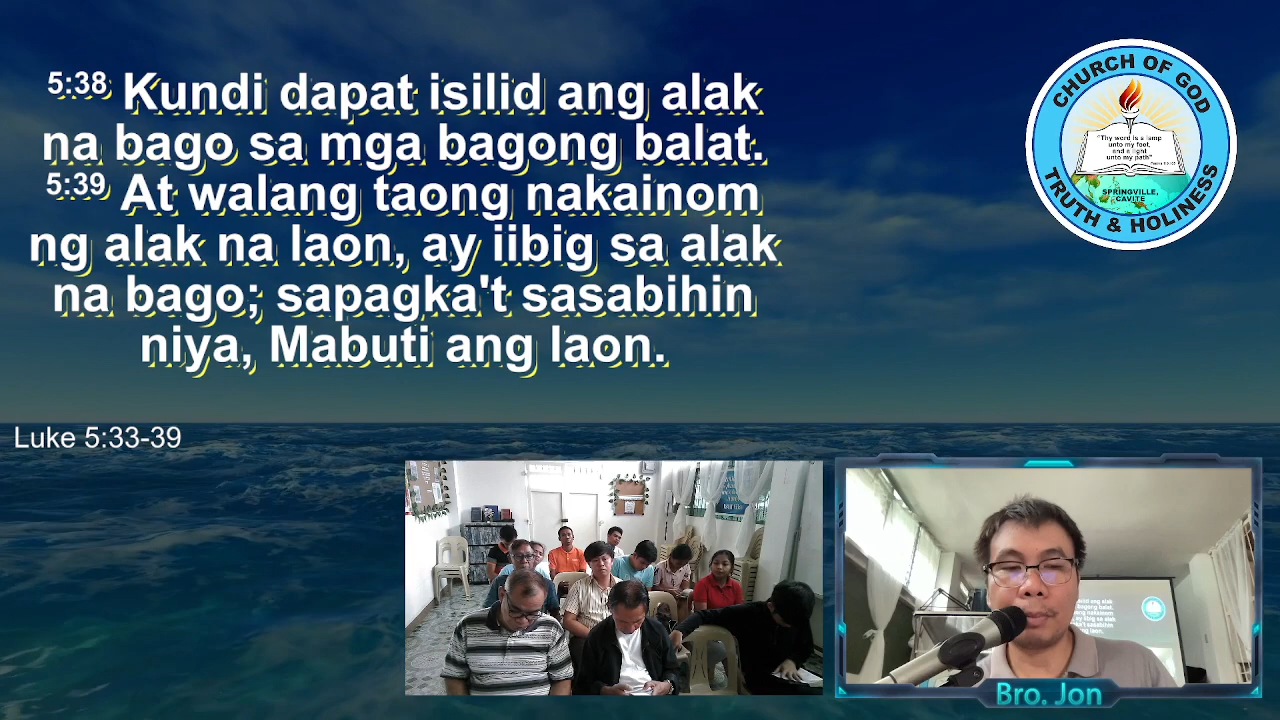 5:38 Kundi dapat isilid ang alak
na bago sa mga bagong balat.
5:39 At walang taong nakainom
ng alak na laon, ay iibig sa alak
na bago; sapagka't sasabihin
niya, Mabuti ang laon.
Luke 5:33-39
CHURCH OF GOD
"Thy word is a lamp
unto my foot,
and a light
unto my path"
SPRINGVILLE,
CAVITE
TRUTH & HOLINESS
Bro. Jon